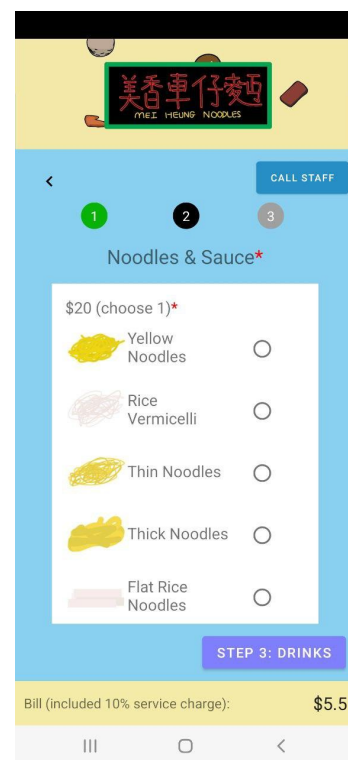 美香車仔麵
MEI HEUNG NOODLES
CALL STAFF
1 2 3
Noodles & Sauce*
$20 (choose 1)*
Yellow
Noodles
Rice
Vermicelli
Thin Noodles
Thick Noodles
Flat Rice
Noodles
STEP 3: DRINKS
Bill (included 10% service charge): $5.5